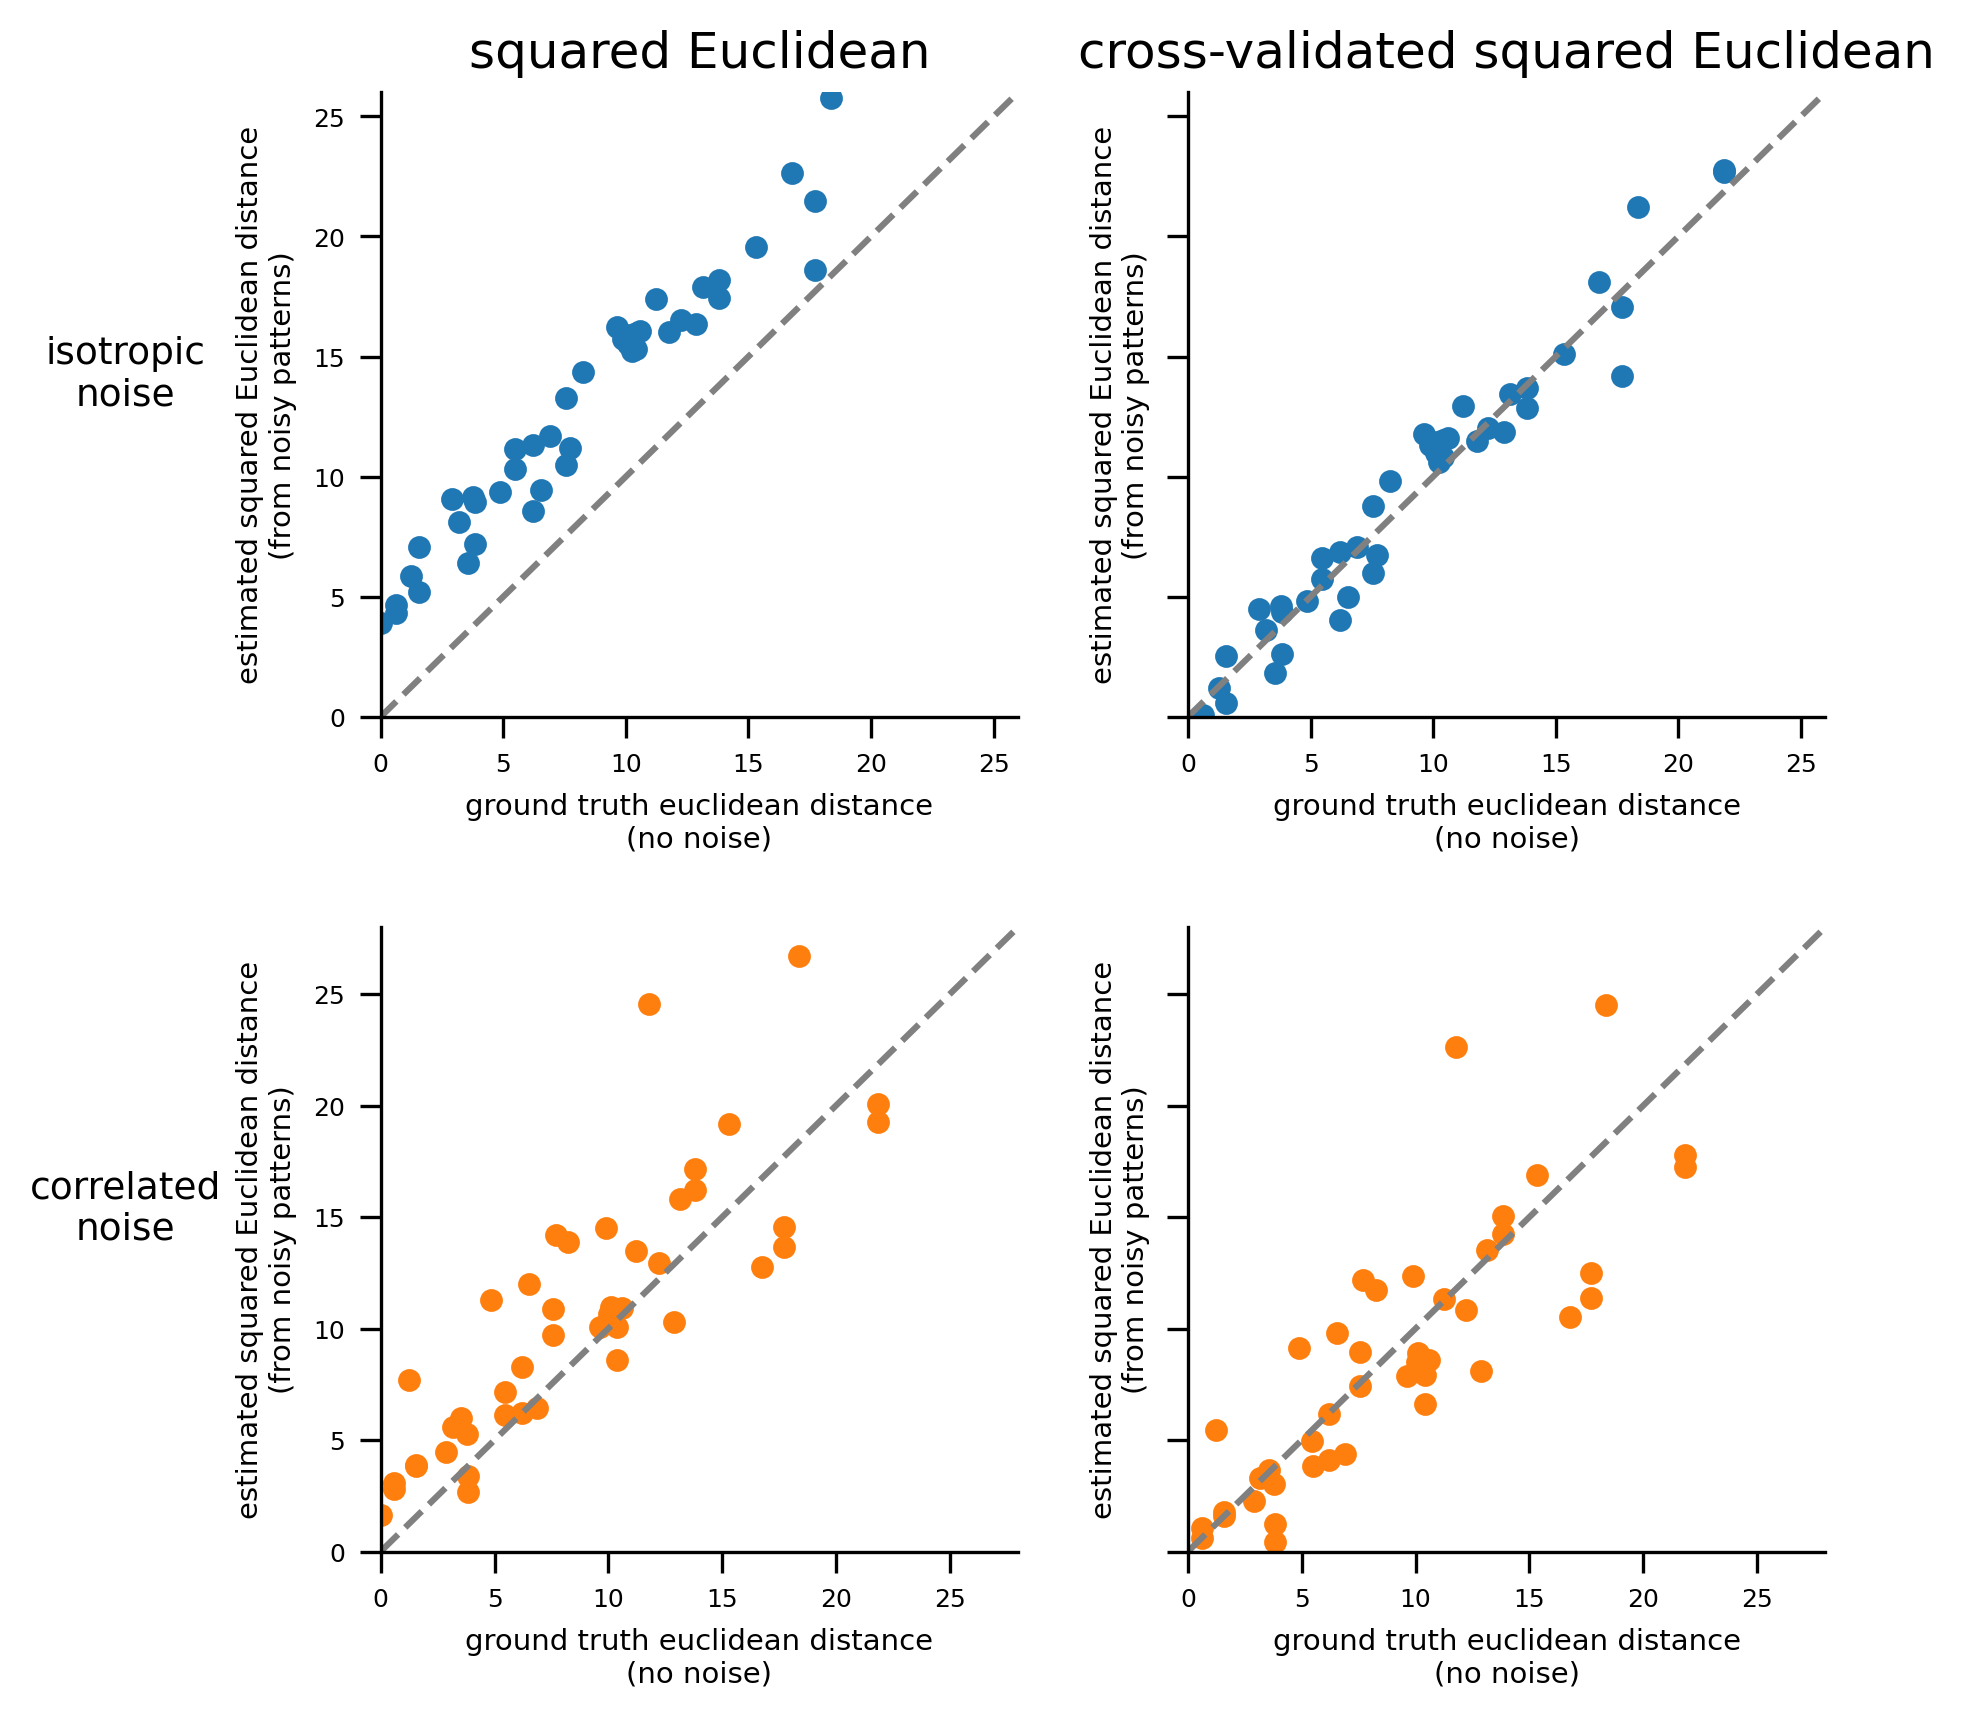 squared Euclidean
cross-validated squared Euclidean
isotropic
noise
estimated squared Euclidean distance
(from noisy patterns)
25
20
15
10
5
0
0 5 10 15 20 25
ground truth euclidean distance
(no noise)
estimated squared Euclidean distance
(from noisy patterns)
0 5 10 15 20 25
ground truth euclidean distance
(no noise)
correlated
noise
estimated squared Euclidean distance
(from noisy patterns)
25
20
15
10
5
0
0 5 10 15 20 25
ground truth euclidean distance
(no noise)
estimated squared Euclidean distance
(from noisy patterns)
0 5 10 15 20 25
ground truth euclidean distance
(no noise)